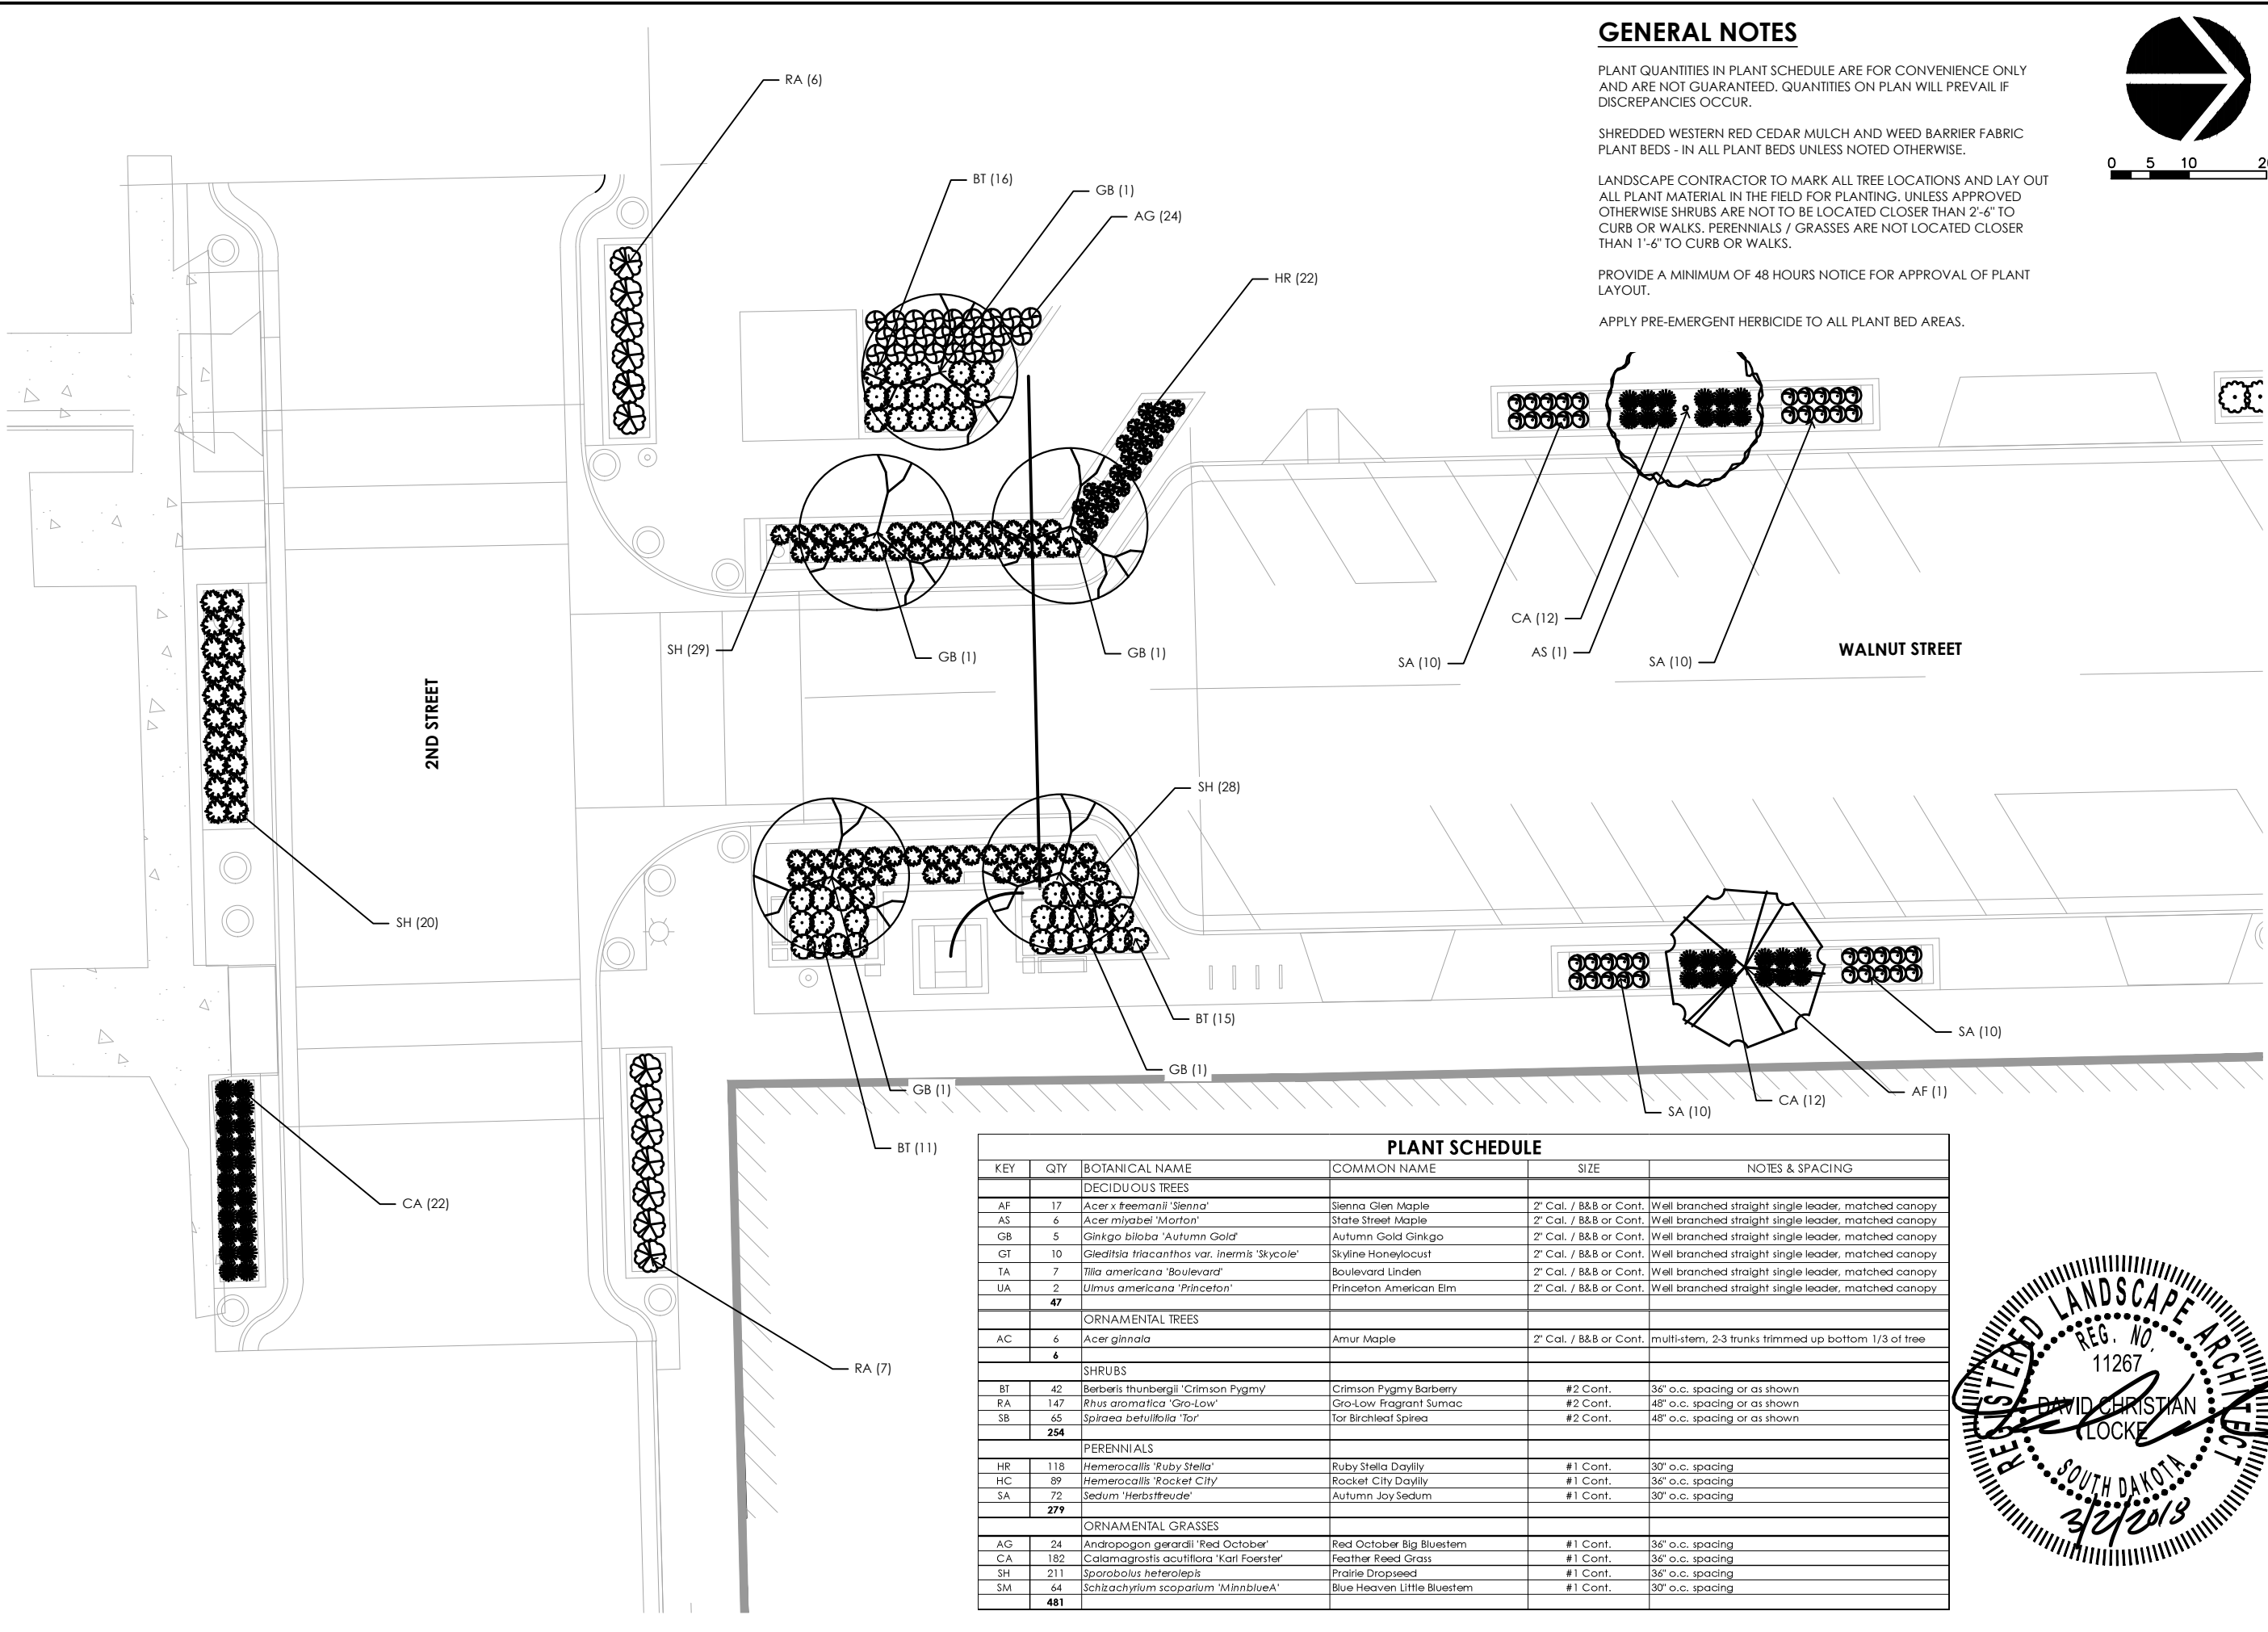 GENERAL NOTES
PLANT QUANTITIES IN PLANT SCHEDULE ARE FOR CONVENIENCE ONLY
AND ARE NOT GUARANTEED. QUANTITIES ON PLAN WILL PREVAIL IF
DISCREPANCIES OCCUR.
SHREDDED WESTERN RED CEDAR MULCH AND WEED BARRIER FABRIC
PLANT BEDS - IN ALL PLANT BEDS UNLESS NOTED OTHERWISE.
LANDSCAPE CONTRACTOR TO MARK ALL TREE LOCATIONS AND LAY OUT
ALL PLANT MATERIAL IN THE FIELD FOR PLANTING. UNLESS APPROVED
OTHERWISE SHRUBS ARE NOT TO BE LOCATED CLOSER THAN 2'-6" TO
CURB OR WALKS. PERENNIALS / GRASSES ARE NOT LOCATED CLOSER
THAN 1'-6" TO CURB OR WALKS.
PROVIDE A MINIMUM OF 48 HOURS NOTICE FOR APPROVAL OF PLANT
LAYOUT.
APPLY PRE-EMERGENT HERBICIDE TO ALL PLANT BED AREAS.
0 5 10
RA (6)
BT (16)
GB (1)
AG (24)
HR (22)
SH (29)
GB (1)
GB (1)
CA (12)
AS (1)
SA (10)
SA (10)
WALNUT STREET
2ND STREET
SH (28)
SH (20)
BT (15)
GB (1)
GB (1)
BT (11)
SA (10)
AF (1)
CA (12)
SA (10)
CA (22)
RA (7)
PLANT SCHEDULE
KEY QTY BOTANICAL NAME COMMON NAME SIZE NOTES & SPACING
DECIDUOUS TREES
AF 17 Acer x freemanii 'Sienna' Sienna Glen Maple 2" Cal. / B&B or Cont. Well branched straight single leader, matched canopy
AS 6 Acer miyabei 'Morton' State Street Maple 2" Cal. / B&B or Cont. Well branched straight single leader, matched canopy
GB 5 Ginkgo biloba 'Autumn Gold' Autumn Gold Ginkgo 2" Cal. / B&B or Cont. Well branched straight single leader, matched canopy
GT 10 Gleditsia triacanthos var. inermis 'Skycole' Skyline Honeylocust 2" Cal. / B&B or Cont. Well branched straight single leader, matched canopy
TA 7 Tilia americana 'Boulevard' Boulevard Linden 2" Cal. / B&B or Cont. Well branched straight single leader, matched canopy
UA 2 Ulmus americana 'Princeton' Princeton American Elm 2" Cal. / B&B or Cont. Well branched straight single leader, matched canopy
47
ORNAMENTAL TREES
AC 6 Acer ginnala Amur Maple 2" Cal. / B&B or Cont. multi-stem, 2-3 trunks trimmed up bottom 1/3 of tree
6
SHRUBS
BT 42 Berberis thunbergii 'Crimson Pygmy' Crimson Pygmy Barberry #2 Cont. 36" o.c. spacing or as shown
RA 147 Rhus aromatica 'Gro-Low' Gro-Low Fragrant Sumac #2 Cont. 48" o.c. spacing or as shown
SB 65 Spiraea betulifolia 'Tor' Tor Birchleaf Spirea #2 Cont. 48" o.c. spacing or as shown
254
PERENNIALS
HR 118 Hemerocallis 'Ruby Stella' Ruby Stella Daylily #1 Cont. 30" o.c. spacing
HC 89 Hemerocallis 'Rocket City' Rocket City Daylily #1 Cont. 36" o.c. spacing
SA 72 Sedum 'Herbstfreude' Autumn Joy Sedum #1 Cont. 30" o.c. spacing
279
ORNAMENTAL GRASSES
AG 24 Andropogon gerardii 'Red October' Red October Big Bluestem #1 Cont. 36" o.c. spacing
CA 182 Calamagrostis acutiflora 'Karl Foerster' Feather Reed Grass #1 Cont. 36" o.c. spacing
SH 211 Sporobolus heterolepis Prairie Dropseed #1 Cont. 36" o.c. spacing
SM 64 Schizachyrium scoparium 'MinnblueA' Blue Heaven Little Bluestem #1 Cont. 30" o.c. spacing
481
REGISTERED LANDSCAPE ARCHITECT
REG. NO.
11267
DAVID CHRISTIAN
LOCKE
SOUTH DAKOTA
3/2/2018